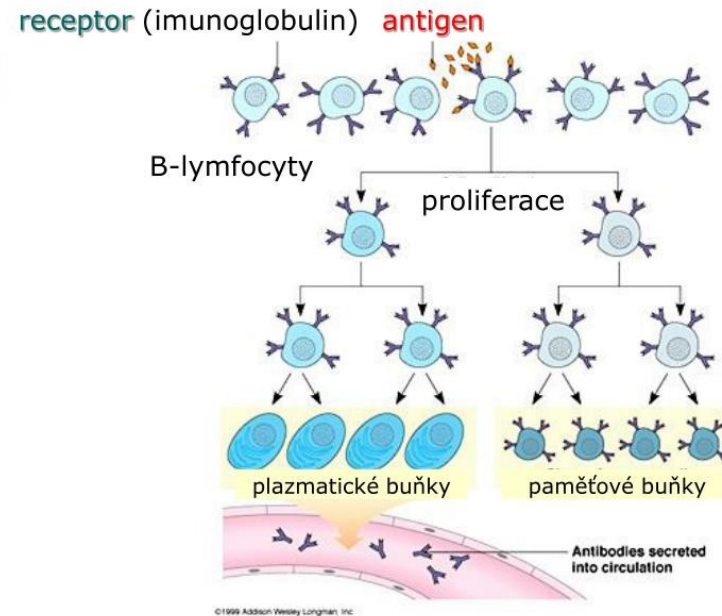 receptor (imunoglobulin) antigen
B-lymfocyty
proliferace
plazmatické buňky paměťové buňky
Antibodies secreted
into circulation
©1999 Addison Wesley Longman, Inc